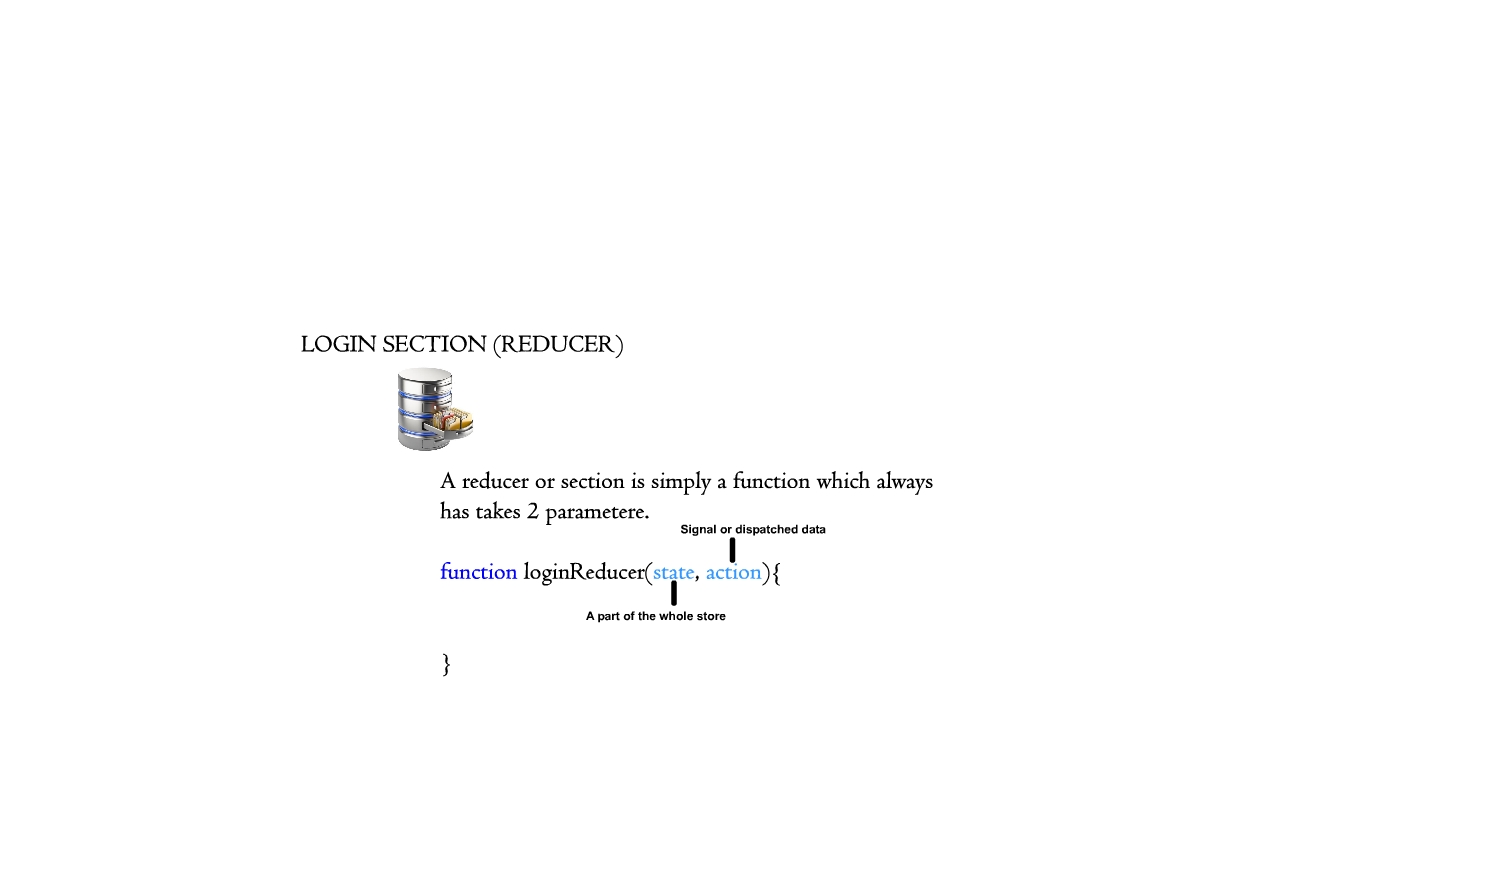 LOGIN SECTION (REDUCER)
A reducer or section is simply a function which always
has takes 2 parametere.
Signal or dispatched data
function loginReducer(state, action){
A part of the whole store
}